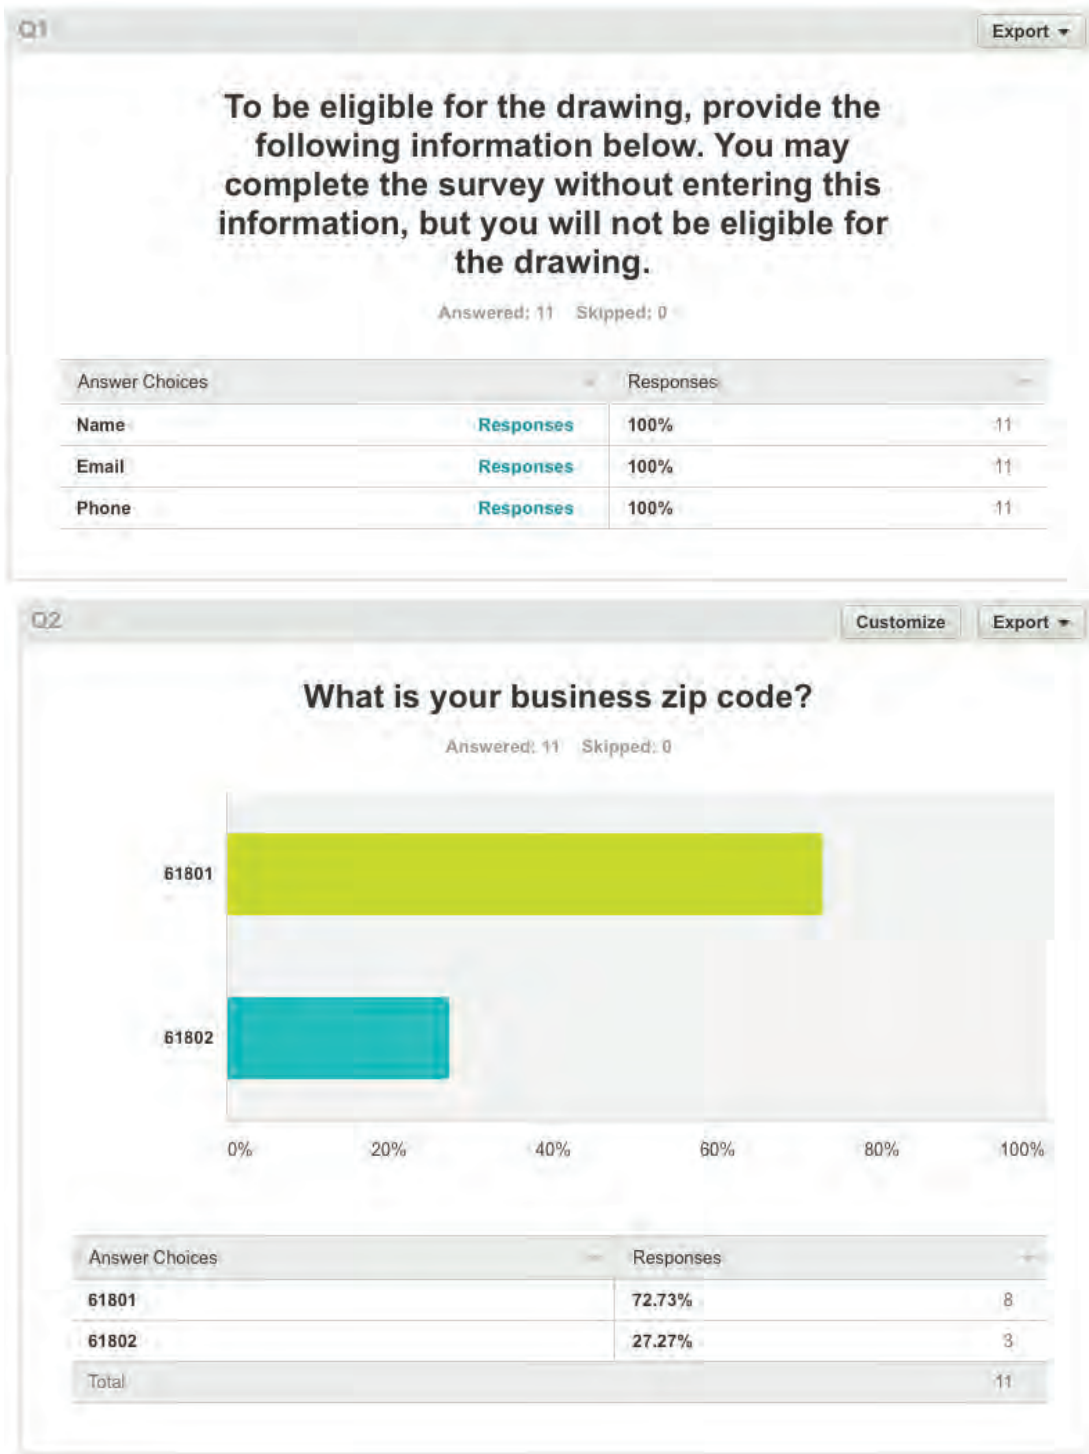 Q1
Export
To be eligible for the drawing, provide the
following information below. You may
complete the survey without entering this
information, but you will not be eligible for
the drawing.
Answered: 11 Skipped: 0
Answer Choices Responses
Name Responses 100% 11
Email Responses 100% 11
Phone Responses 100% 11
Q2
Customize Export
What is your business zip code?
Answered: 11 Skipped: 0
61801
61802
0% 20% 40% 60% 80% 100%
Answer Choices Responses
61801 72.73% 8
61802 27.27% 3
Total 11